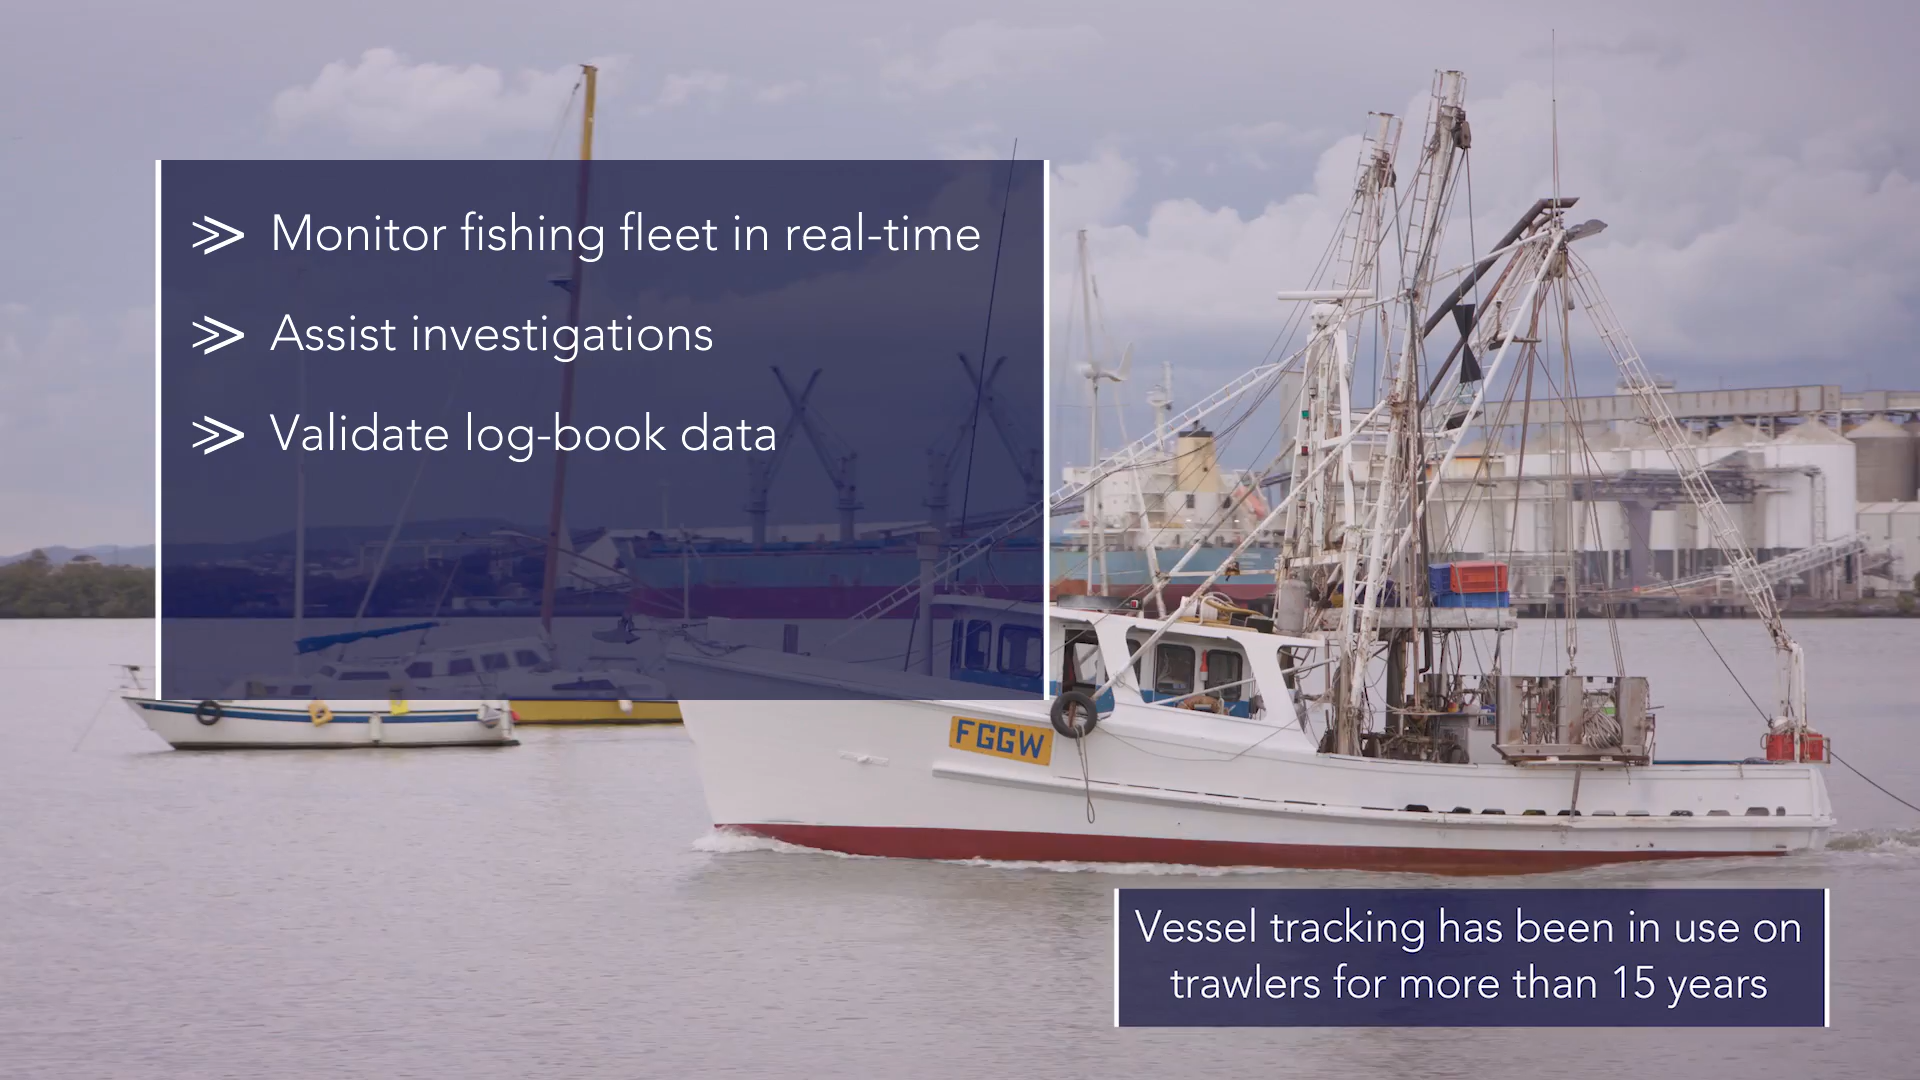 Monitor fishing fleet in real-time
Assist investigations
Validate log-book data
FGGW
Vessel tracking has been in use on
trawlers for more than 15 years